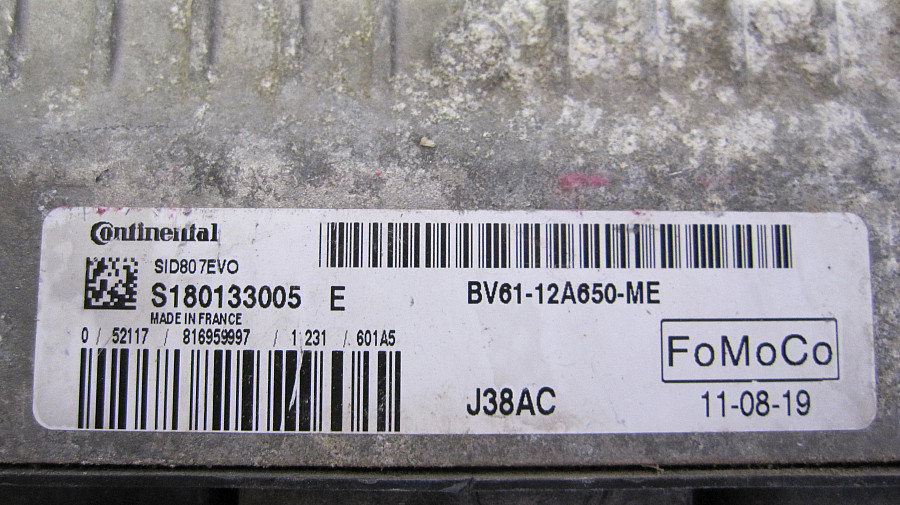 Continental
SID807EVO
S180133005 E
MADE IN FRANCE
0 / 52117 / 816959997 / 1 231 / 601A5
BV61-12A650-ME
FoMoCo
J38AC
11-08-19